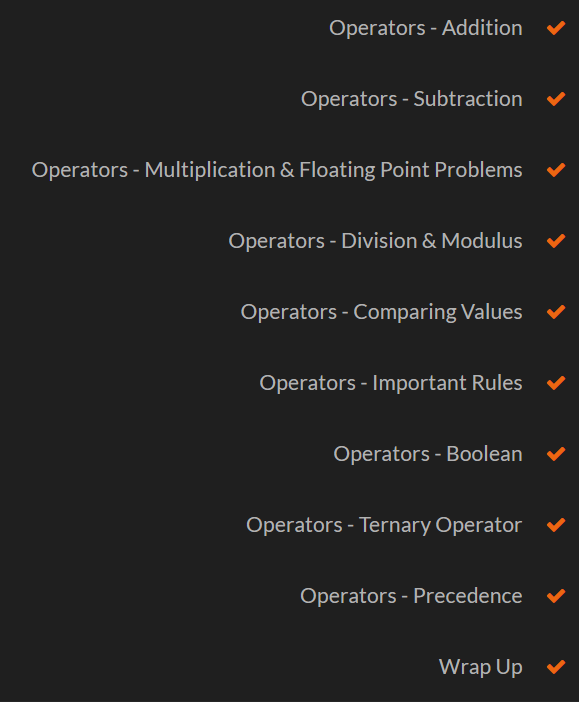 Operators - Addition
Operators - Subtraction
Operators - Multiplication & Floating Point Problems
Operators - Division & Modulus
Operators - Comparing Values
Operators - Important Rules
Operators - Boolean
Operators - Ternary Operator
Operators - Precedence
Wrap Up